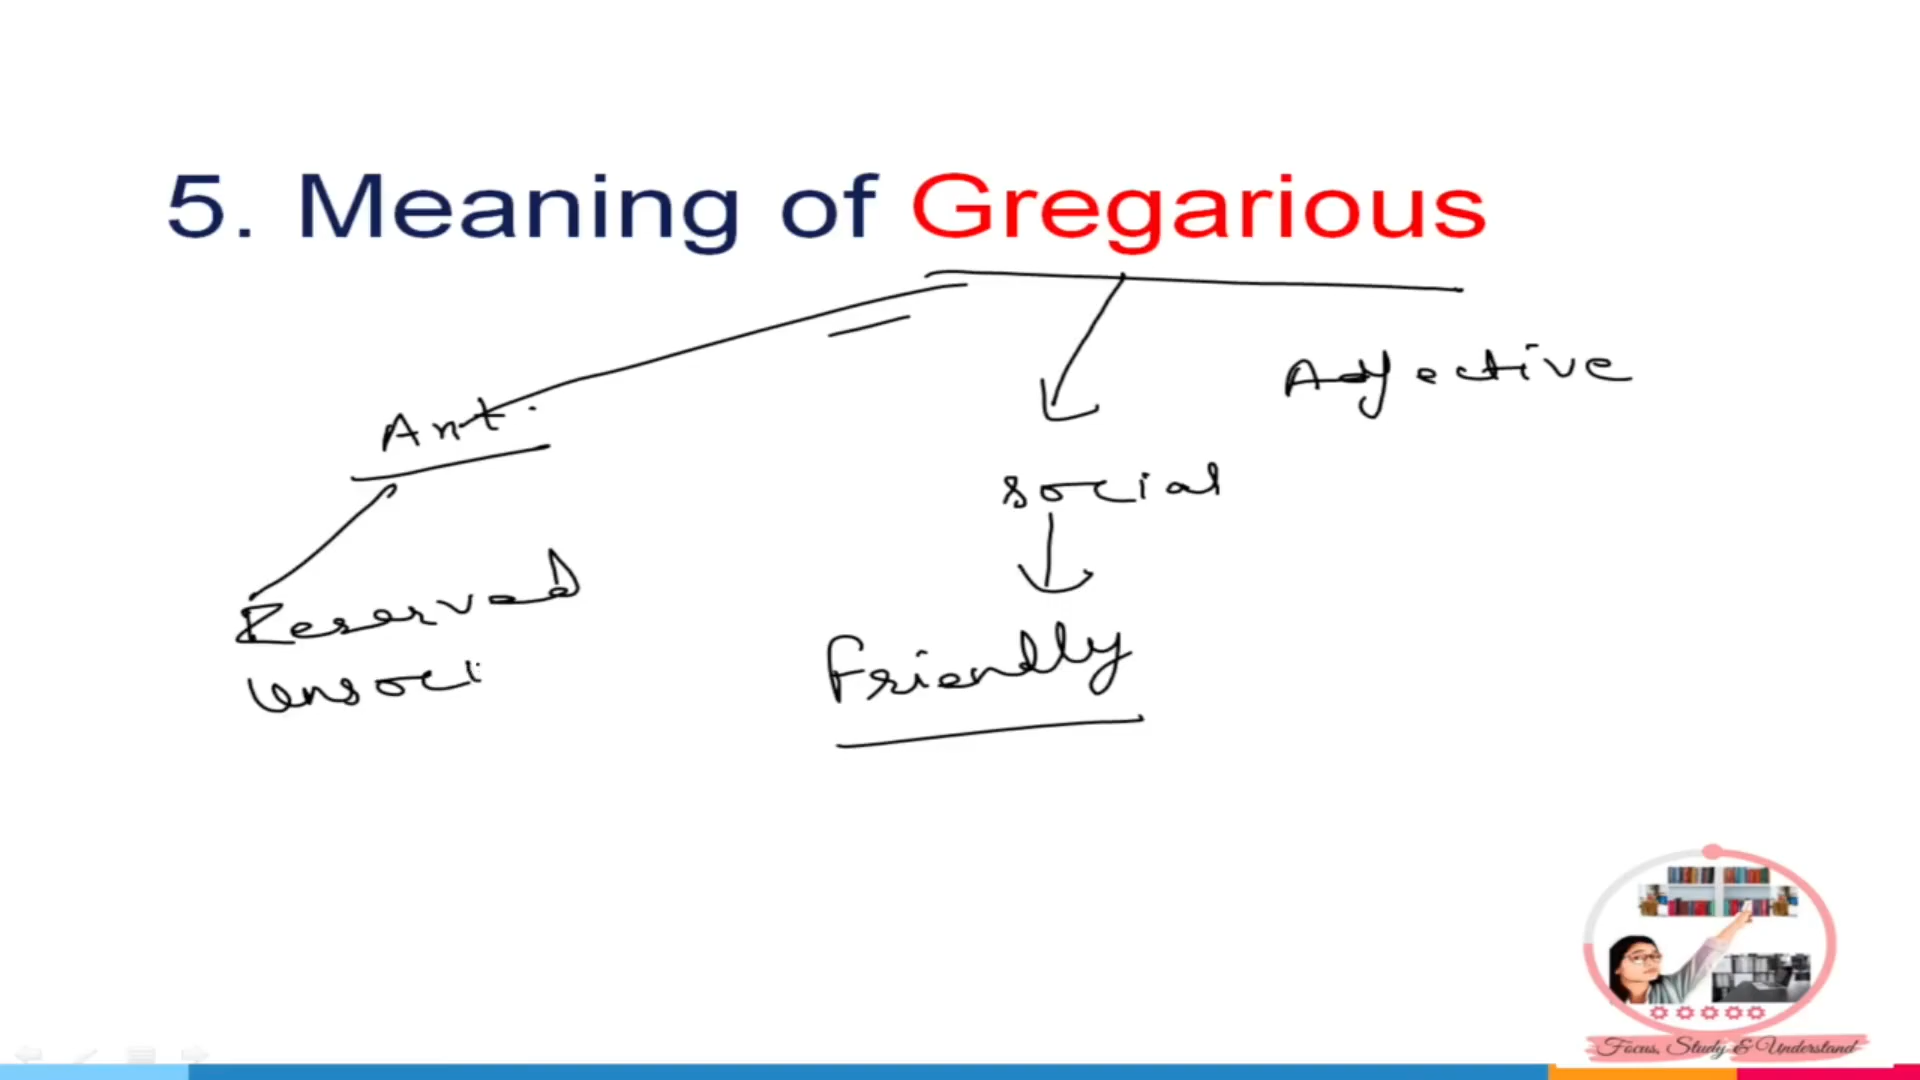 5. Meaning of Gregarious
Adjective
Ant.
social
Reserved
Friendly
unsoci
Focus, Study & Understand